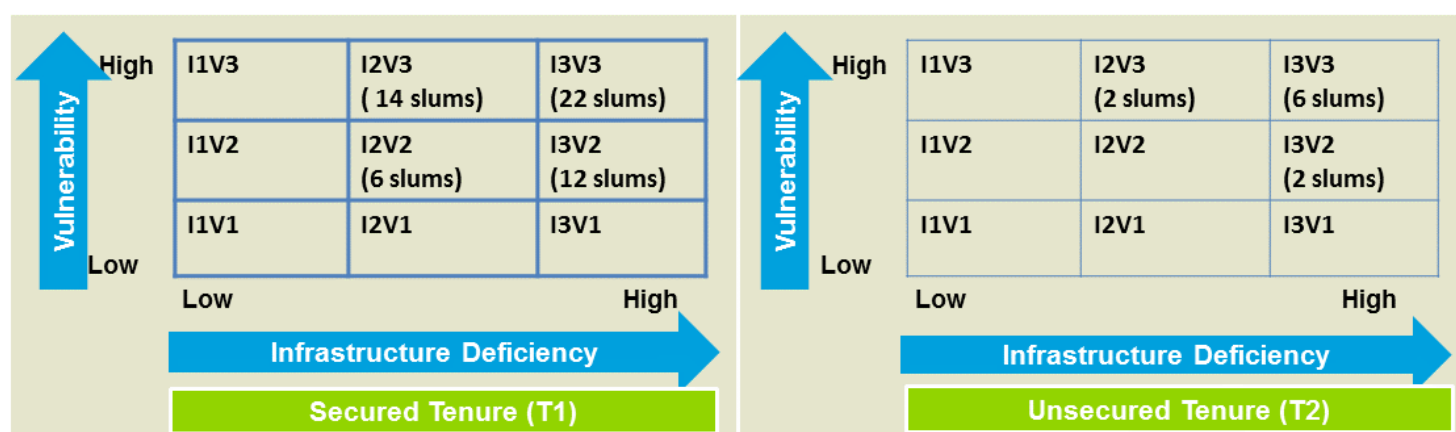 High
I1V3
I2V3
I3V3
( 14 slums)
(22 slums)
I1V2
I2V2
I3V2
(6 slums)
(12 slums)
I1V1
I2V1
I3V1
Vulnerability
Low
Low
High
Infrastructure Deficiency
Secured Tenure (T1)
High
I1V3
I2V3
I3V3
(2 slums)
(6 slums)
I1V2
I2V2
I3V2
(2 slums)
I1V1
I2V1
I3V1
Vulnerability
Low
Low
High
Infrastructure Deficiency
Unsecured Tenure (T2)